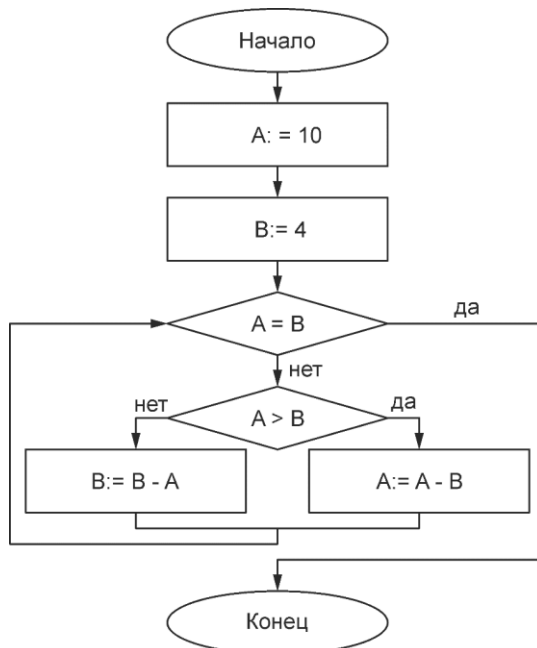 Начало
A: = 10
B:= 4
A = B
да
нет
A > B
нет
да
B:= B - A
A:= A - B
Конец